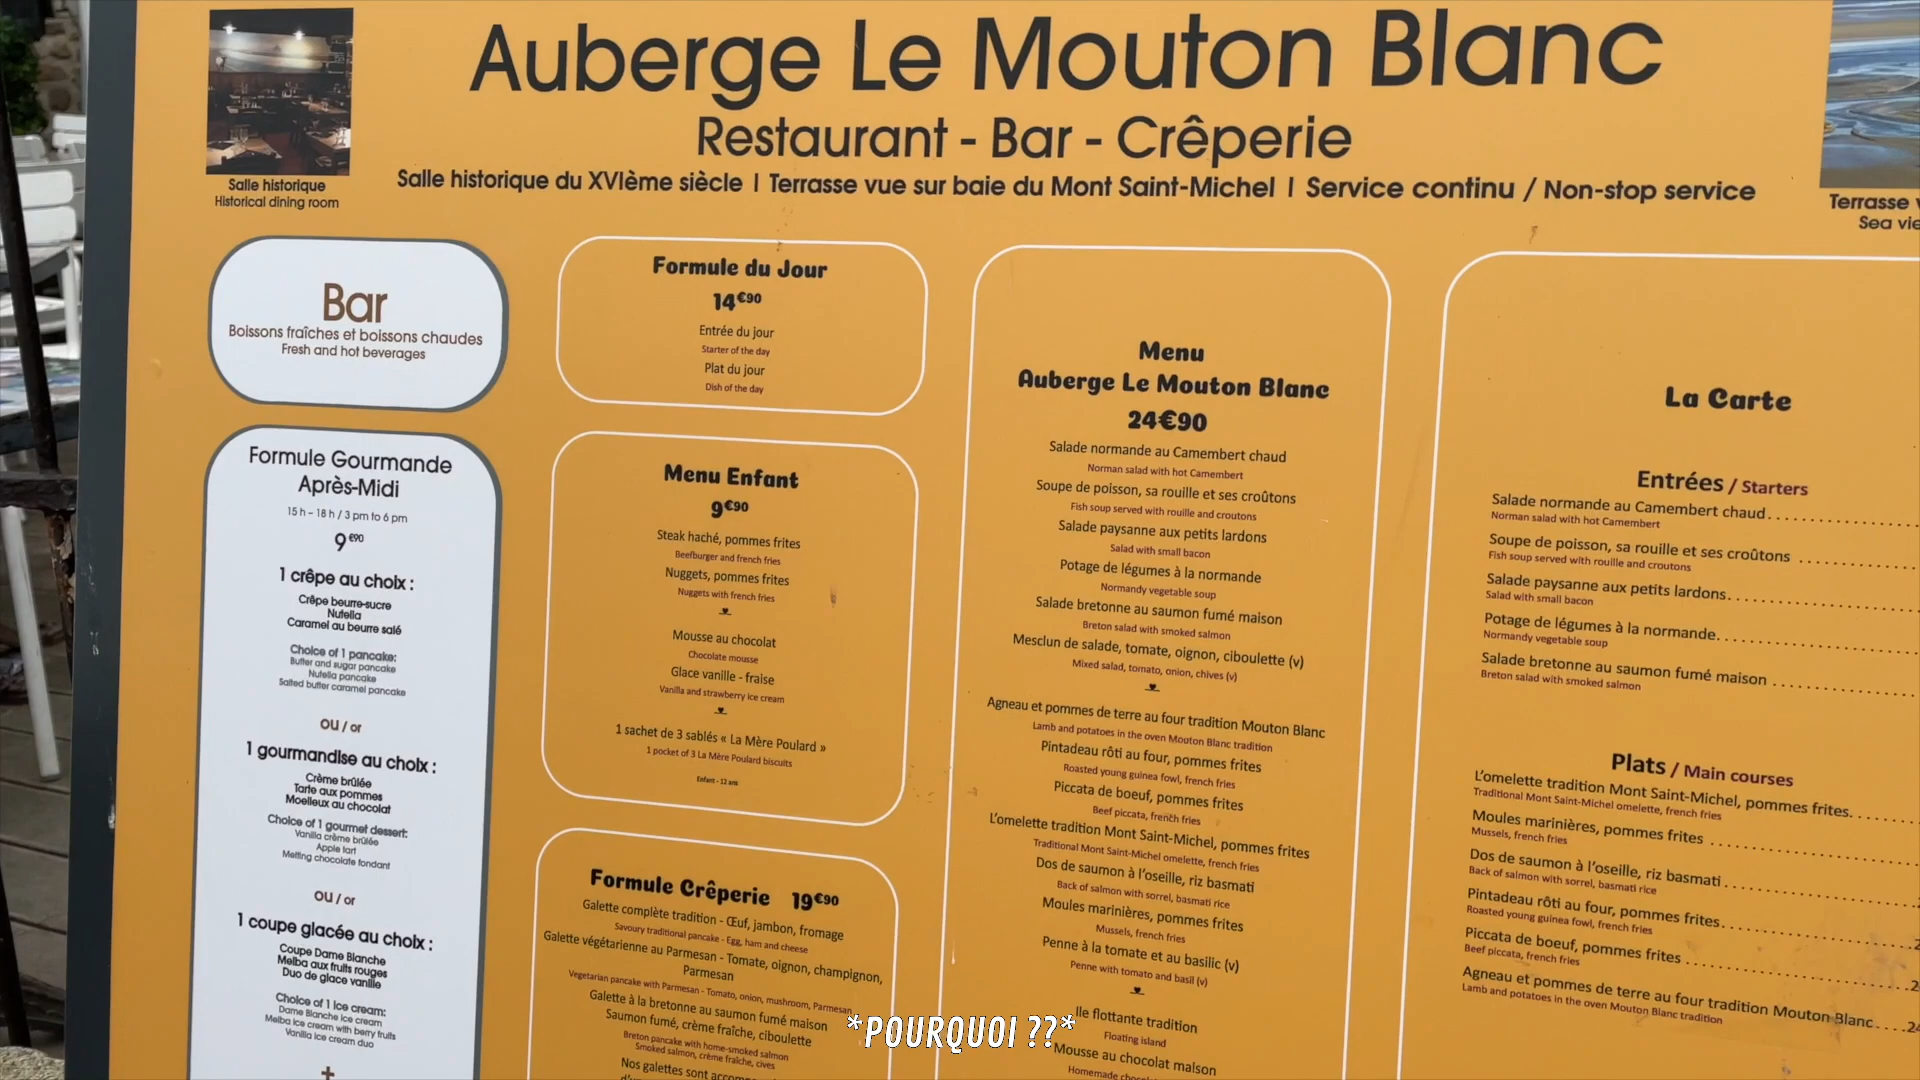 Auberge Le Mouton Blanc
Restaurant - Bar - Crêperie
Salle historique du XVIème siècle | Terrasse vue sur baie du Mont Saint-Michel | Service continu / Non-stop service
Salle historique
Historical dining room
Terrasse
Sea
Bar
Boissons fraîches et boissons chaudes
Fresh and hot beverages
Formule Gourmande
Après-Midi
15 h - 18 h / 3 pm to 6 pm
9€90
1 crêpe au choix :
Crêpe beurre-sucre
Nutella
Caramel au beurre salé
Choice of 1 pancake:
Butter and sugar pancake
Nutella pancake
Salted butter caramel pancake
ou / or
1 gourmandise au choix :
Crème brûlée
Tarte aux pommes
Moelleux au chocolat
Choice of 1 gourmet dessert:
Vanilla crème brûlée
Apple tart
Melting chocolate fondant
ou / or
1 coupe glacée au choix :
Coupe Dame Blanche
Melba aux fruits rouges
Duo de glace vanille
Choice of 1 ice cream:
Dame Blanche ice cream
Melba ice cream with berry fruits
Vanilla ice cream duo
+
Formule du Jour
14€90
Entrée du jour
Starter of the day
Plat du jour
Dish of the day
Menu Enfant
9€90
Steak haché, pommes frites
Beefburger and french fries
Nuggets, pommes frites
Nuggets with french fries
Mousse au chocolat
Chocolate mousse
Glace vanille - fraise
Vanilla and strawberry ice cream
1 sachet de 3 sablés « La Mère Poulard »
1 pocket of 3 La Mère Poulard biscuits
Enfant - 12 ans
Formule Crêperie 19€90
Galette complète tradition - Œuf, jambon, fromage
Savoury traditional pancake - Egg, ham and cheese
Galette végétarienne au Parmesan - Tomate, oignon, champignon,
Parmesan
Vegetarian pancake with Parmesan - Tomato, onion, mushroom, Parmesan
Galette à la bretonne au saumon fumé maison
Saumon fumé, crème fraîche, ciboulette
Breton pancake with home-smoked salmon
Smoked salmon, crème fraîche, cives
Nos galettes sont
Menu
Auberge Le Mouton Blanc
24€90
Salade normande au Camembert chaud
Norman salad with hot Camembert
Soupe de poisson, sa rouille et ses croûtons
Fish soup served with rouille and croutons
Salade paysanne aux petits lardons
Salad with small bacon
Potage de légumes à la normande
Normandy vegetable soup
Salade bretonne au saumon fumé maison
Breton salad with smoked salmon
Mesclun de salade, tomate, oignon, ciboulette (v)
Mixed salad, tomato, onion, chives (v)
Agneau et pommes de terre au four tradition Mouton Blanc
Lamb and potatoes in the oven Mouton Blanc tradition
Pintadeau rôti au four, pommes frites
Roasted young guinea fowl, french fries
Piccata de boeuf, pommes frites
Beef piccata, french fries
L'omelette tradition Mont Saint-Michel, pommes frites
Traditional Mont Saint-Michel omelette, french fries
Dos de saumon à l'oseille, riz basmati
Back of salmon with sorrel, basmati rice
Moules marinières, pommes frites
Mussels, french fries
Penne à la tomate et au basilic (v)
Penne with tomato and basil (v)
Ile flottante tradition
Floating island
Mousse au chocolat maison
Homemade
La Carte
Entrées / Starters
Salade normande au Camembert chaud
Norman salad with hot Camembert
Soupe de poisson, sa rouille et ses croûtons
Fish soup served with rouille and croutons
Salade paysanne aux petits lardons
Salad with small bacon
Potage de légumes à la normande
Normandy vegetable soup
Salade bretonne au saumon fumé maison
Breton salad with smoked salmon
Plats / Main courses
L'omelette tradition Mont Saint-Michel, pommes frites
Traditional Mont Saint-Michel omelette, french fries
Moules marinières, pommes frites
Mussels, french fries
Dos de saumon à l'oseille, riz basmati
Back of salmon with sorrel, basmati rice
Pintadeau rôti au four, pommes frites
Roasted young guinea fowl, french fries
Piccata de boeuf, pommes frites
Beef piccata, french fries
Agneau et pommes de terre au four tradition Mouton Blanc
Lamb and potatoes in the oven Mouton Blanc tradition
*POURQUOI ??*